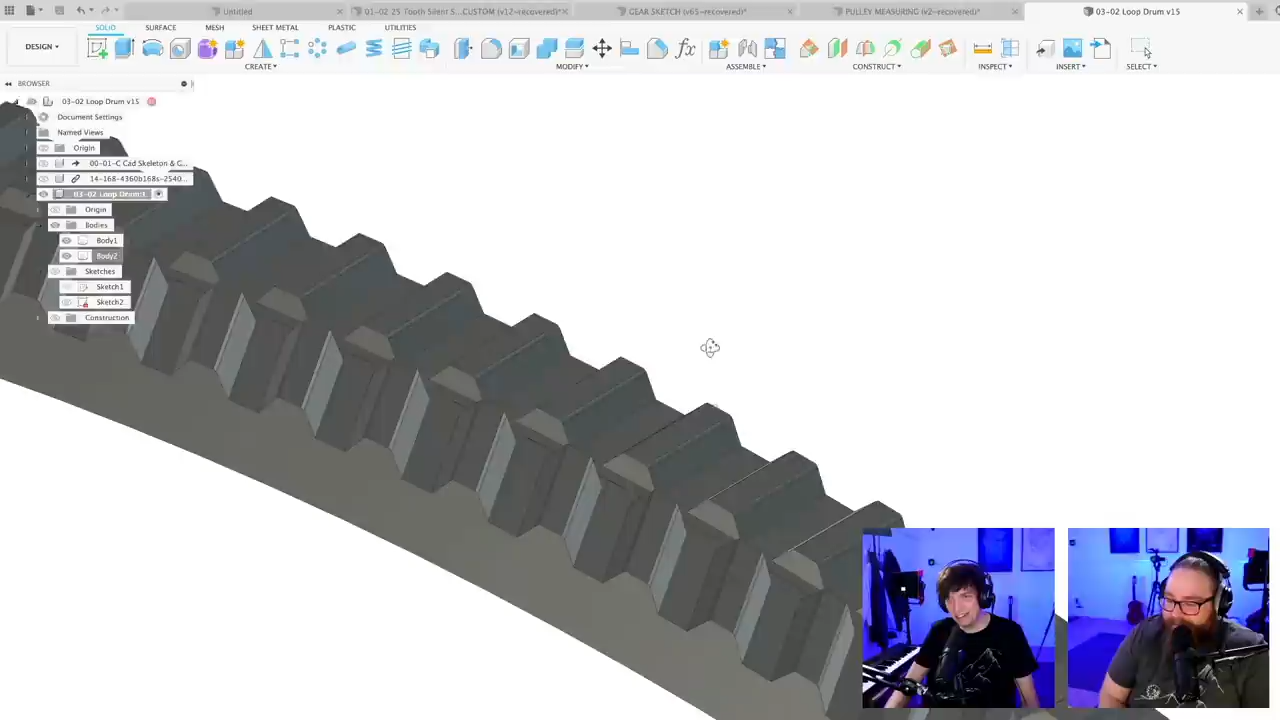 Untitled
01-02 25 Tooth Silent S...CUSTOM (v12~recovered)*
GEAR SKETCH (v65~recovered)*
PULLEY MEASURING (v2~recovered)*
03-02 Loop Drum v15
SOLID SURFACE MESH SHEET METAL PLASTIC UTILITIES
DESIGN
CREATE MODIFY ASSEMBLE CONSTRUCT INSPECT INSERT SELECT
BROWSER
03-02 Loop Drum v15
Document Settings
Named Views
Origin
00-01-C Cad Skeleton & G...
14-168-4360b168s-2540...
03-02 Loop Drum:1
Origin
Bodies
Body1
Body2
Sketches
Sketch1
Sketch2
Construction